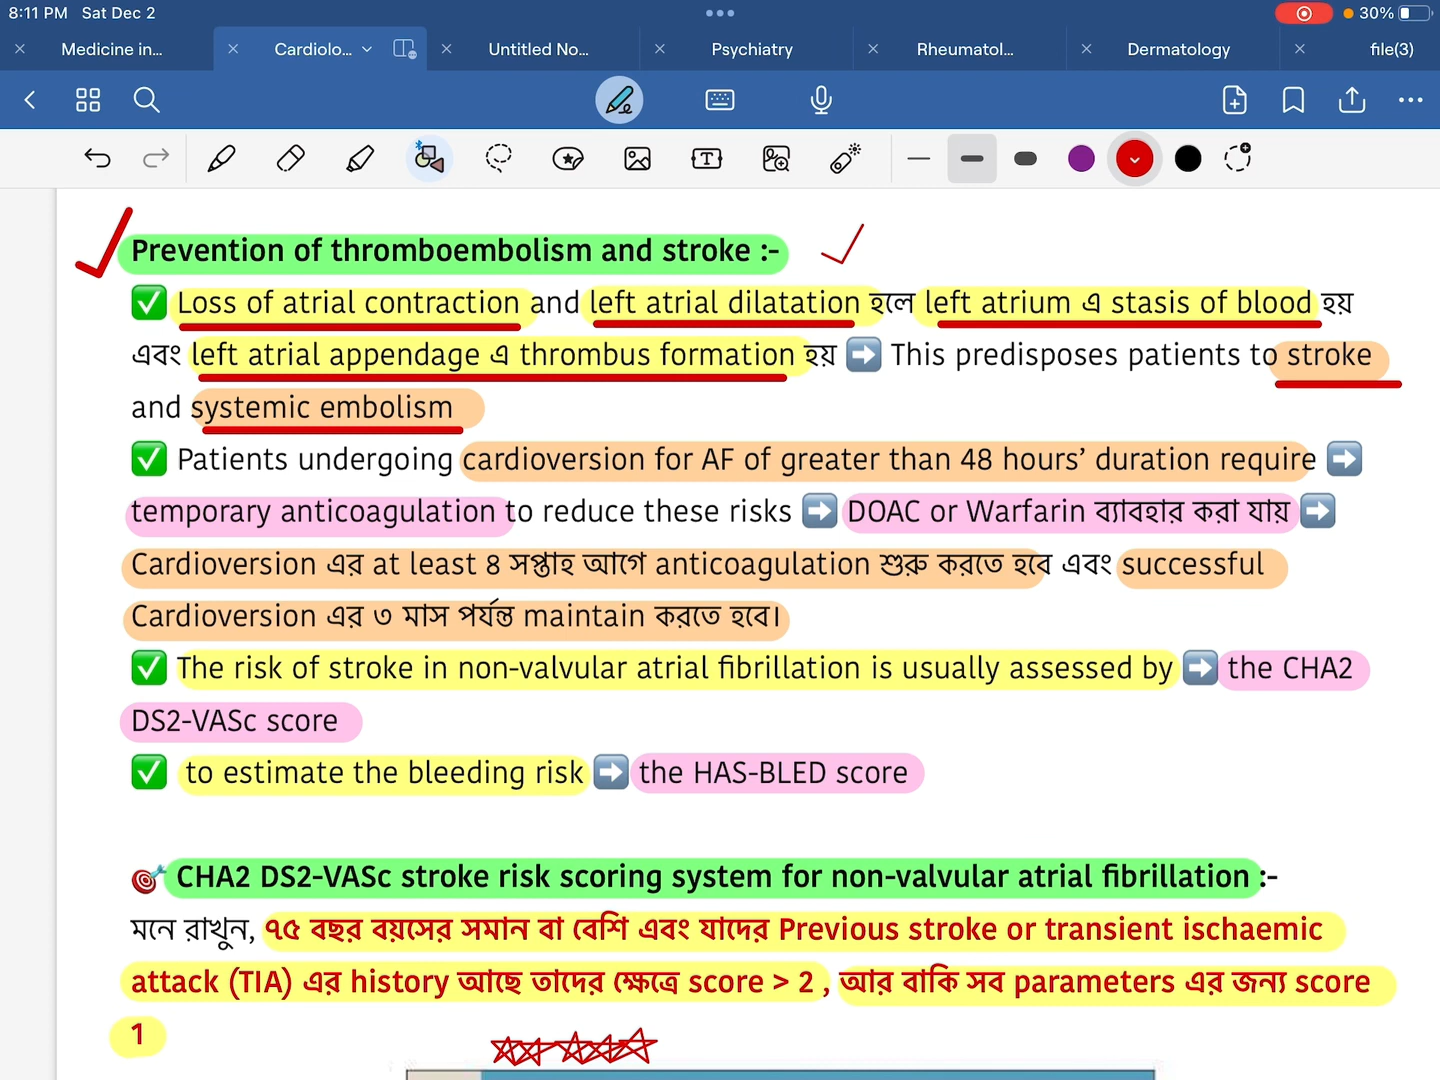 8:11 PM Sat Dec 2
30%
Medicine in...
Cardiolo...
Untitled No...
Psychiatry
Rheumatol...
Dermatology
file(3)
Prevention of thromboembolism and stroke :-
✅ Loss of atrial contraction and left atrial dilatation হলে left atrium এ stasis of blood হয়
এবং left atrial appendage এ thrombus formation হয় ➡️ This predisposes patients to stroke
and systemic embolism
✅ Patients undergoing cardioversion for AF of greater than 48 hours’ duration require ➡️
temporary anticoagulation to reduce these risks ➡️ DOAC or Warfarin ব্যাবহার করা যায় ➡️
Cardioversion এর at least ৪ সপ্তাহ আগে anticoagulation শুরু করতে হবে এবং successful
Cardioversion এর ৩ মাস পর্যন্ত maintain করতে হবে।
✅ The risk of stroke in non-valvular atrial fibrillation is usually assessed by ➡️ the CHA2
DS2-VASc score
✅ to estimate the bleeding risk ➡️ the HAS-BLED score
🎯 CHA2 DS2-VASc stroke risk scoring system for non-valvular atrial fibrillation :-
মনে রাখুন, ৭৫ বছর বয়সের সমান বা বেশি এবং যাদের Previous stroke or transient ischaemic
attack (TIA) এর history আছে তাদের ক্ষেত্রে score > 2 , আর বাকি সব parameters এর জন্য score
1